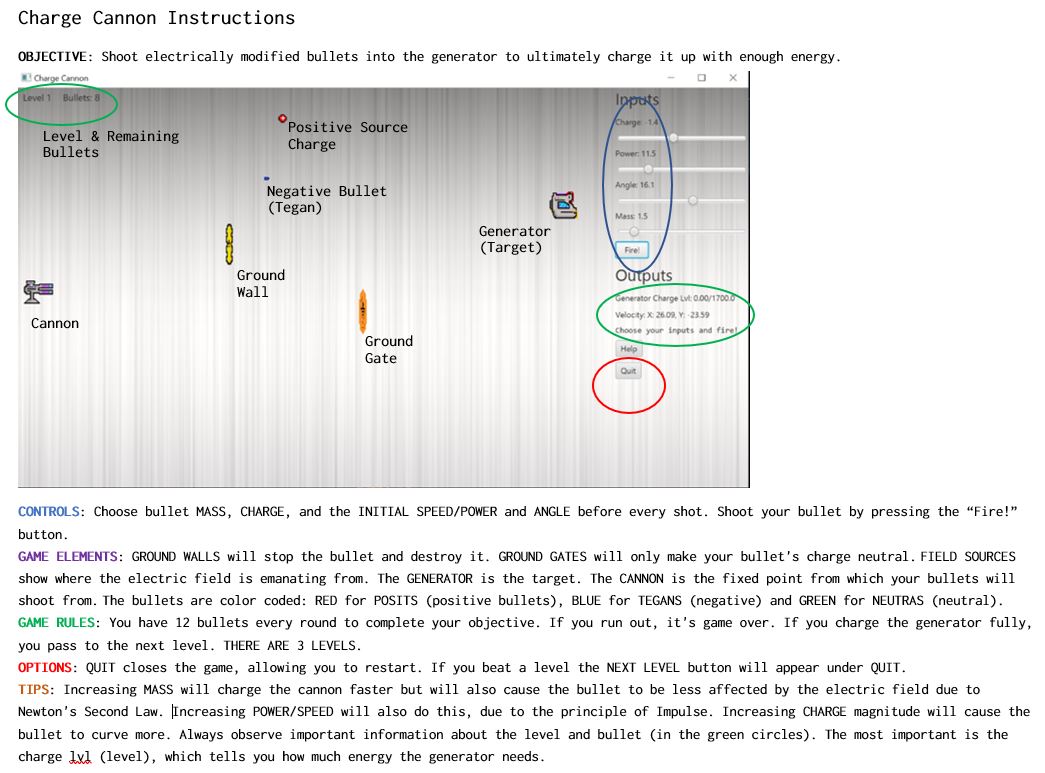 Charge Cannon Instructions
OBJECTIVE: Shoot electrically modified bullets into the generator to ultimately charge it up with enough energy.
Charge Cannon
Level 1 Bullets: 8
Level & Remaining
Bullets
Positive Source
Charge
Negative Bullet
(Tegan)
Generator
(Target)
Ground
Wall
Cannon
Ground
Gate
Inputs
Charge: -1.4
Power: 11.5
Angle: 16.1
Mass: 1.5
Fire!
Outputs
Generator Charge Lvl: 0.00/1700.0
Velocity: X: 26.09, Y: -23.59
Choose your inputs and fire!
Help
Quit
CONTROLS: Choose bullet MASS, CHARGE, and the INITIAL SPEED/POWER and ANGLE before every shot. Shoot your bullet by pressing the “Fire!”
button.
GAME ELEMENTS: GROUND WALLS will stop the bullet and destroy it. GROUND GATES will only make your bullet's charge neutral. FIELD SOURCES
show where the electric field is emanating from. The GENERATOR is the target. The CANNON is the fixed point from which your bullets will
shoot from. The bullets are color coded: RED for POSITS (positive bullets), BLUE for TEGANS (negative) and GREEN for NEUTRAS (neutral).
GAME RULES: You have 12 bullets every round to complete your objective. If you run out, it's game over. If you charge the generator fully,
you pass to the next level. THERE ARE 3 LEVELS.
OPTIONS: QUIT closes the game, allowing you to restart. If you beat a level the NEXT LEVEL button will appear under QUIT.
TIPS: Increasing MASS will charge the cannon faster but will also cause the bullet to be less affected by the electric field due to
Newton's Second Law. Increasing POWER/SPEED will also do this, due to the principle of Impulse. Increasing CHARGE magnitude will cause the
bullet to curve more. Always observe important information about the level and bullet (in the green circles). The most important is the
charge lvl (level), which tells you how much energy the generator needs.